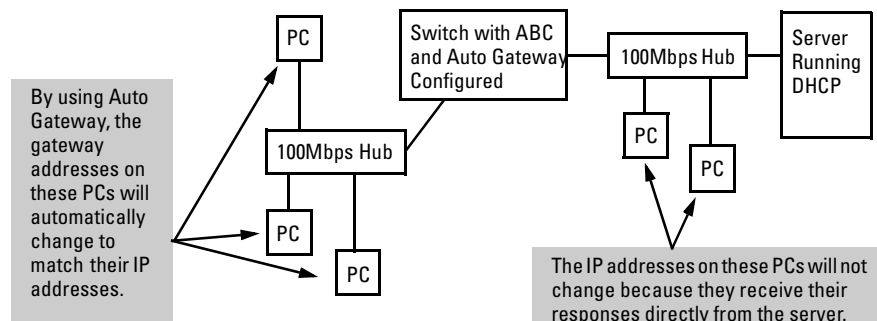 PC
Switch with ABC
and Auto Gateway
Configured
100Mbps Hub
Server
Running
DHCP
By using Auto
Gateway, the
gateway
addresses on
these PCs will
automatically
change to
match their IP
addresses.
100Mbps Hub
PC
PC
PC
PC
The IP addresses on these PCs will not
change because they receive their
responses directly from the server.